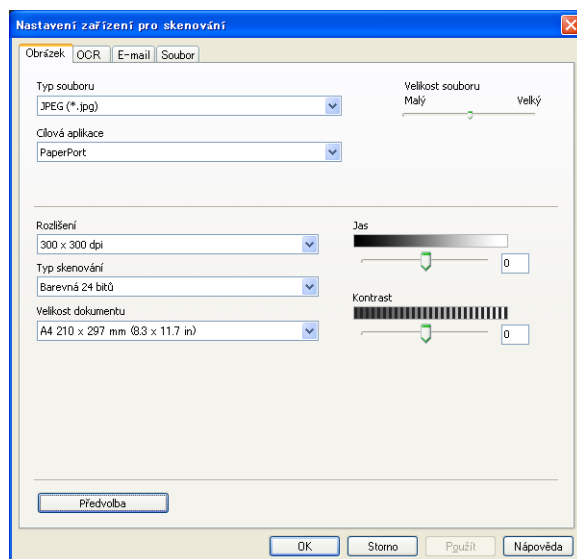 Nastavení zařízení pro skenování
Obrázek OCR E-mail Soubor
Typ souboru
JPEG (*.jpg)
Velikost souboru
Malý Velký
Cílová aplikace
PaperPort
Rozlišení
300 x 300 dpi
Typ skenování
Barevná 24 bitů
Velikost dokumentu
A4 210 x 297 mm (8.3 x 11.7 in)
Jas
0
Kontrast
0
Předvolba
OK Storno Použít Nápověda